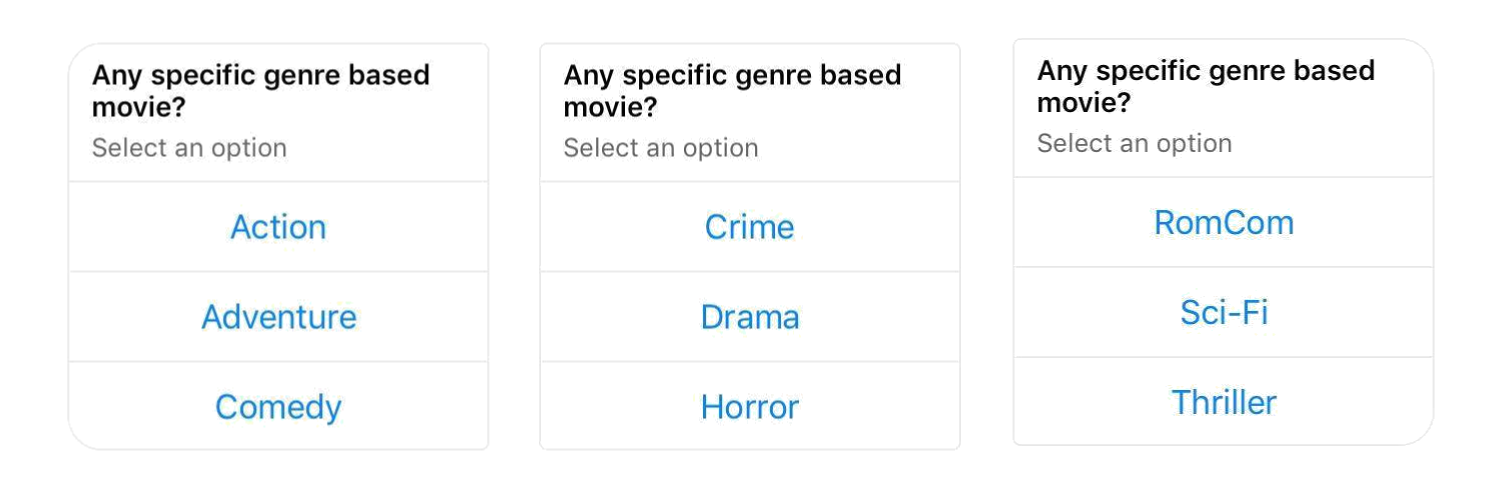 Any specific genre based
movie?
Select an option
Action
Adventure
Comedy
Any specific genre based
movie?
Select an option
Crime
Drama
Horror
Any specific genre based
movie?
Select an option
RomCom
Sci-Fi
Thriller